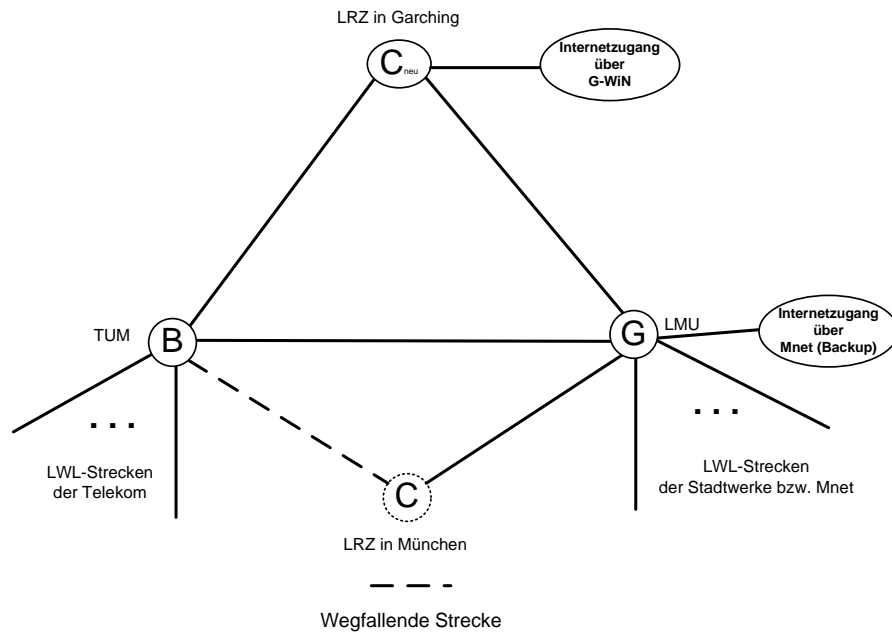 LRZ in Garching
C neu
Internetzugang
über
G-WiN
TUM
B
G
LMU
Internetzugang
über
Mnet (Backup)
. . .
. . .
LWL-Strecken
der Telekom
LWL-Strecken
der Stadtwerke bzw. Mnet
C
LRZ in München
Wegfallende Strecke